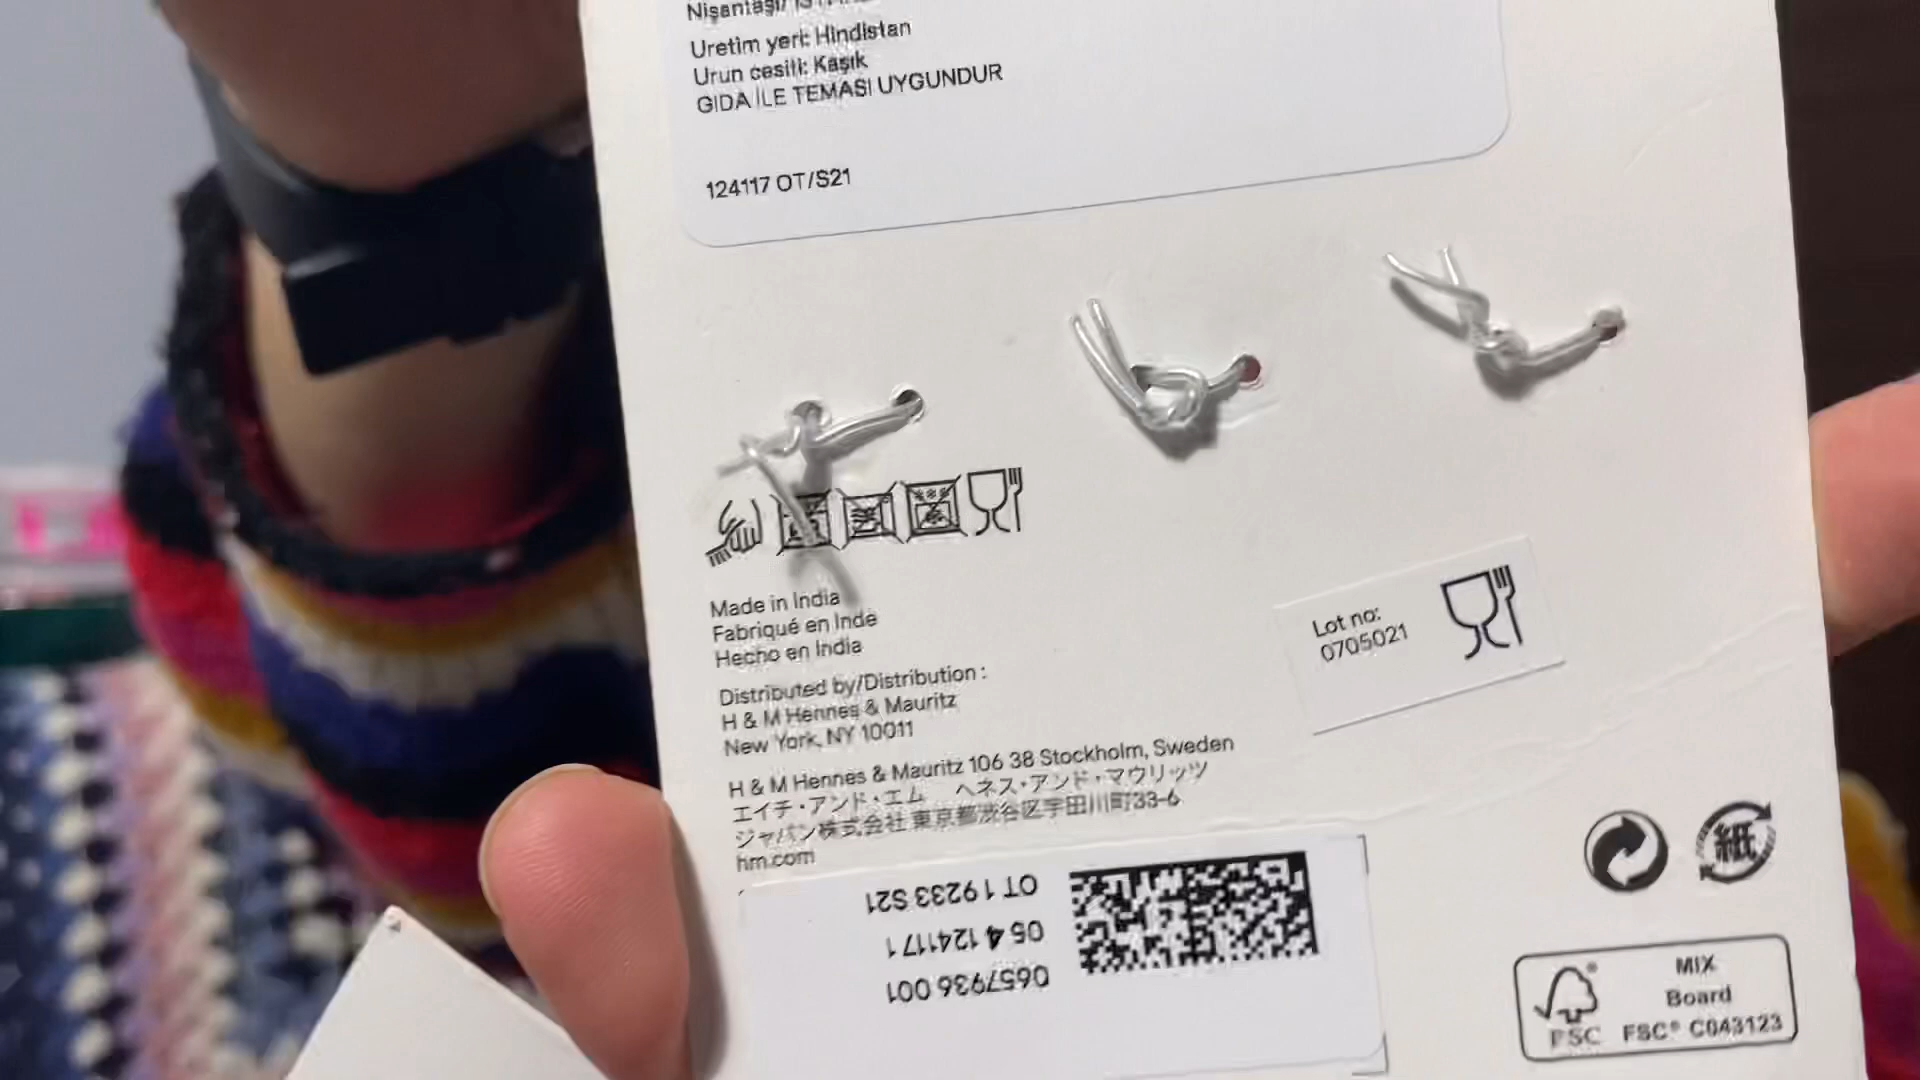 Nişantaşı/
Uretim yeri: Hindistan
Urun cesiti: Kaşık
GIDA İLE TEMASI UYGUNDUR
124117 OT/S21
Made in India
Fabriqué en Inde
Hecho en India
Distributed by/Distribution :
H & M Hennes & Mauritz
New York, NY 10011
Lot no:
0705021
H & M Hennes & Mauritz 106 38 Stockholm, Sweden
エイチ・アンド・エム ヘネス・アンド・マウリッツ
ジャパン株式会社 東京都渋谷区宇田川町33-6
hm.com
紙
0657936 001
05 4 124117 1
OT 1 9233 S21
MIX
Board
FSC
FSC® C043123